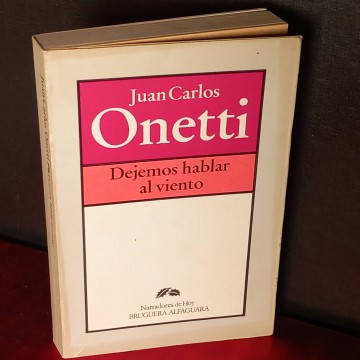 Juan Carlos
Onetti
Dejemos hablar
al viento
Narradores de Hoy
BRUGUERA ALFAGUARA